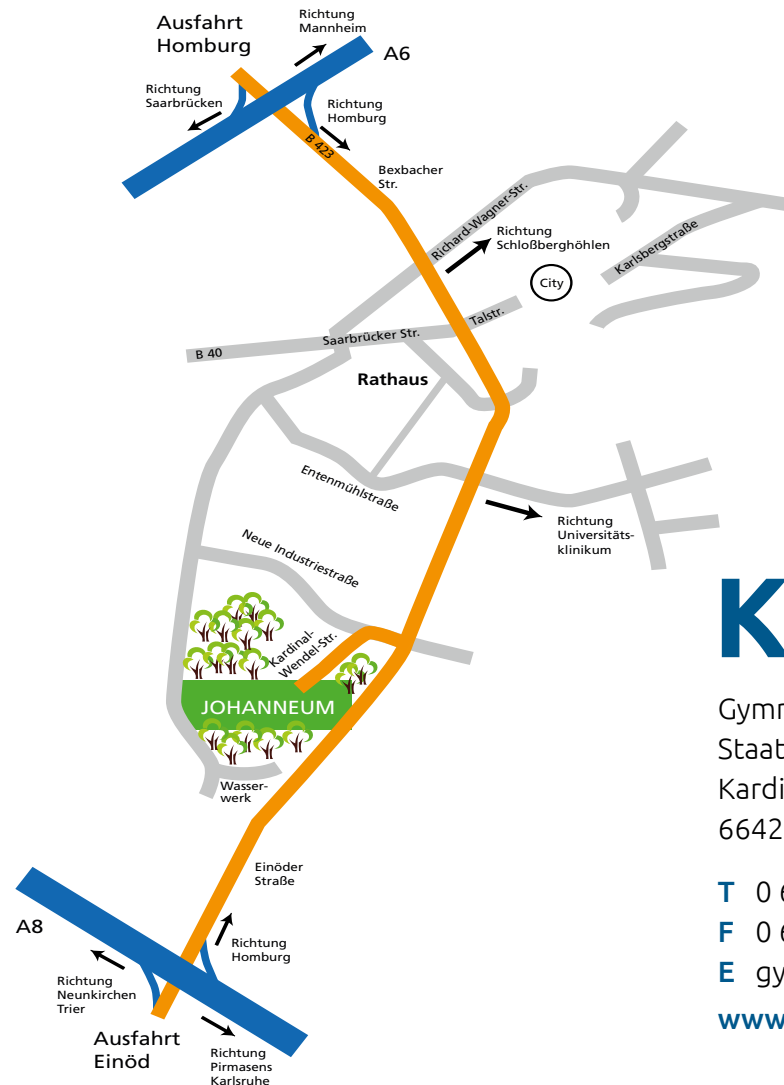 Ausfahrt
Homburg
Richtung
Mannheim
A6
Richtung
Saarbrücken
Richtung
Homburg
B 423
Bexbacher
Str.
Richard-Wagner-Str.
Richtung
Schloßberghöhlen
Karlsbergstraße
City
Talstr.
Saarbrücker Str.
B 40
Rathaus
Entenmühlstraße
Richtung
Universitäts-
klinikum
Neue Industriestraße
Kardinal-
Wendel-Str.
JOHANNEUM
Wasser-
werk
Einöder
Straße
A8
Richtung
Homburg
Richtung
Neunkirchen
Trier
Ausfahrt
Einöd
Richtung
Pirmasens
Karlsruhe
K
Gymn
Staat
Kardi
6642
T 0 6
F 0 6
E gy
www